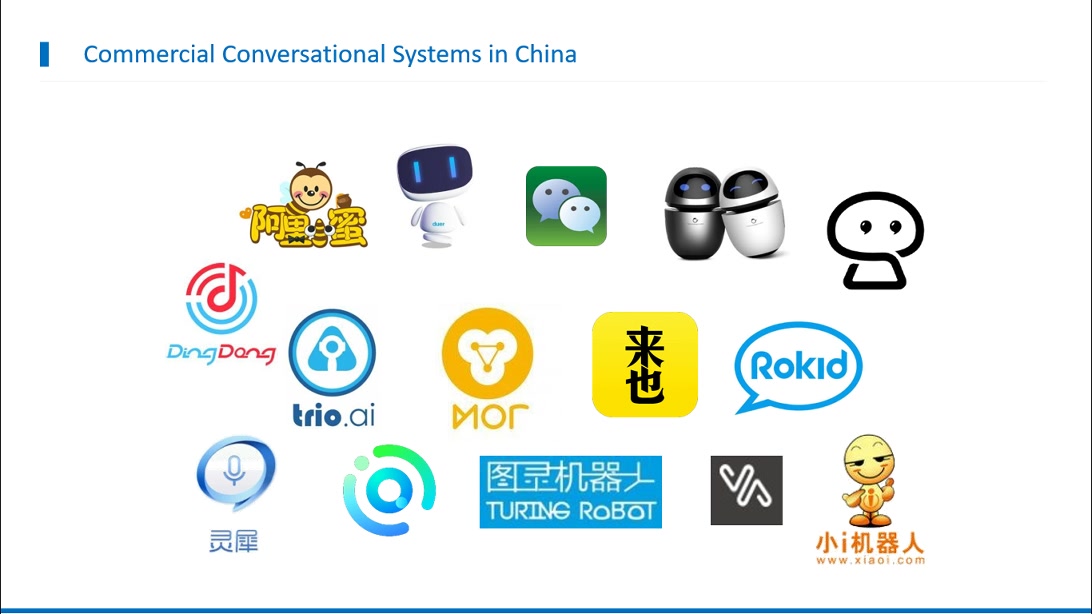 Commercial Conversational Systems in China
阿里小蜜
duer
DingDong
trio.ai
来也
Rokid
灵犀
图灵机器人
TURING ROBOT
小i机器人
www.xiaoi.com